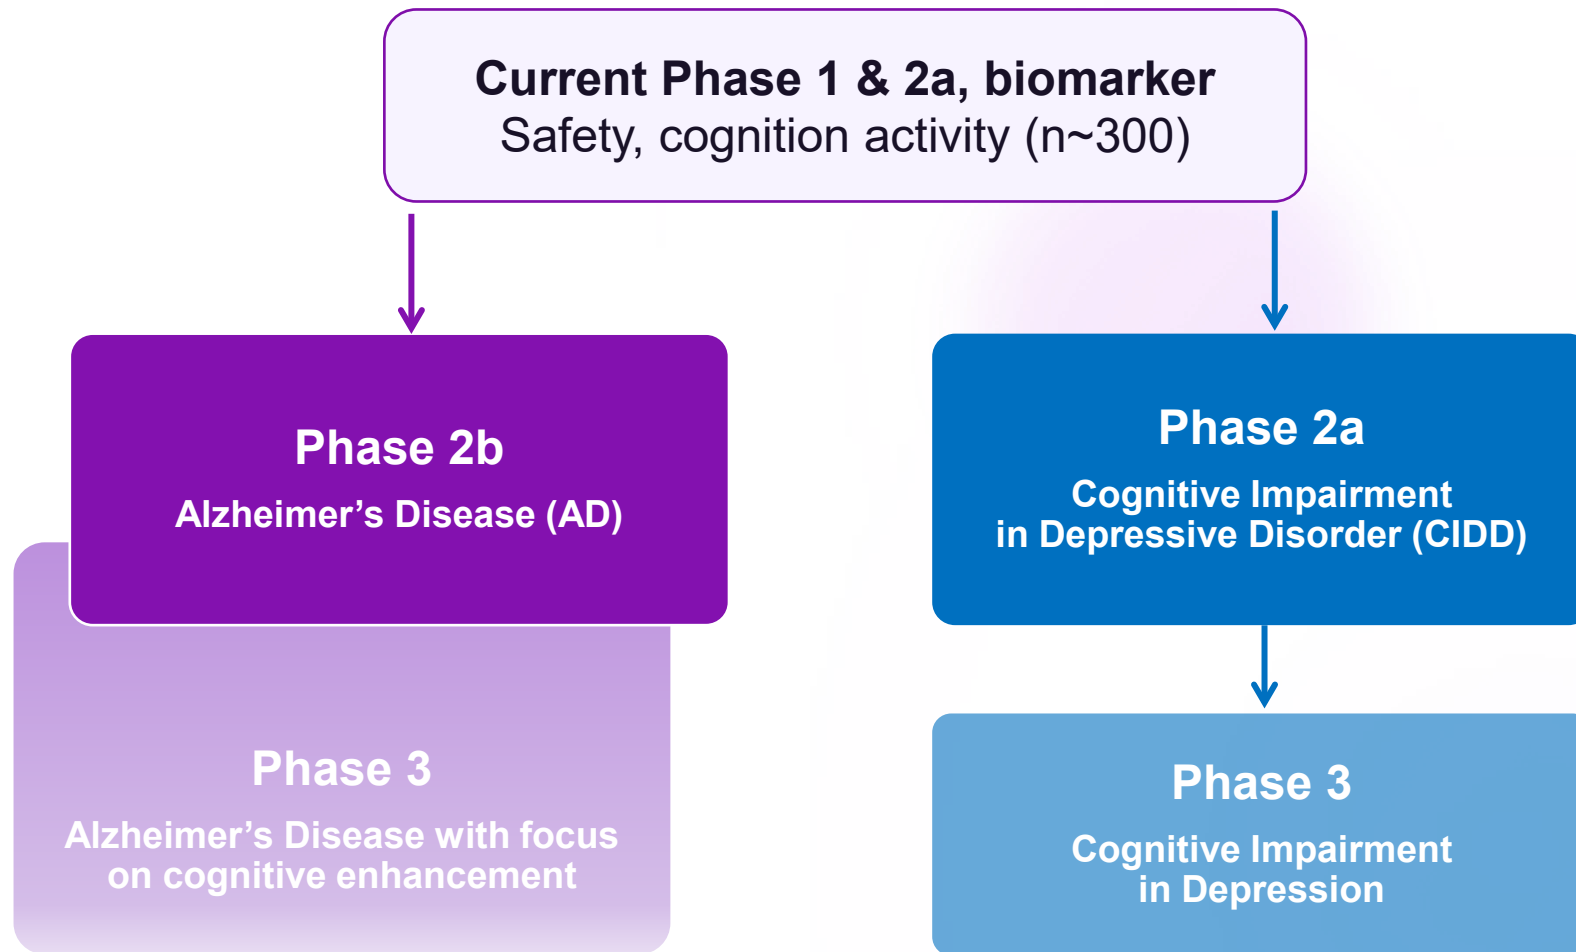 Current Phase 1 & 2a, biomarker
Safety, cognition activity (n~300)
Phase 2b
Alzheimer’s Disease (AD)
Phase 3
Alzheimer’s Disease with focus
on cognitive enhancement
Phase 2a
Cognitive Impairment
in Depressive Disorder (CIDD)
Phase 3
Cognitive Impairment
in Depression